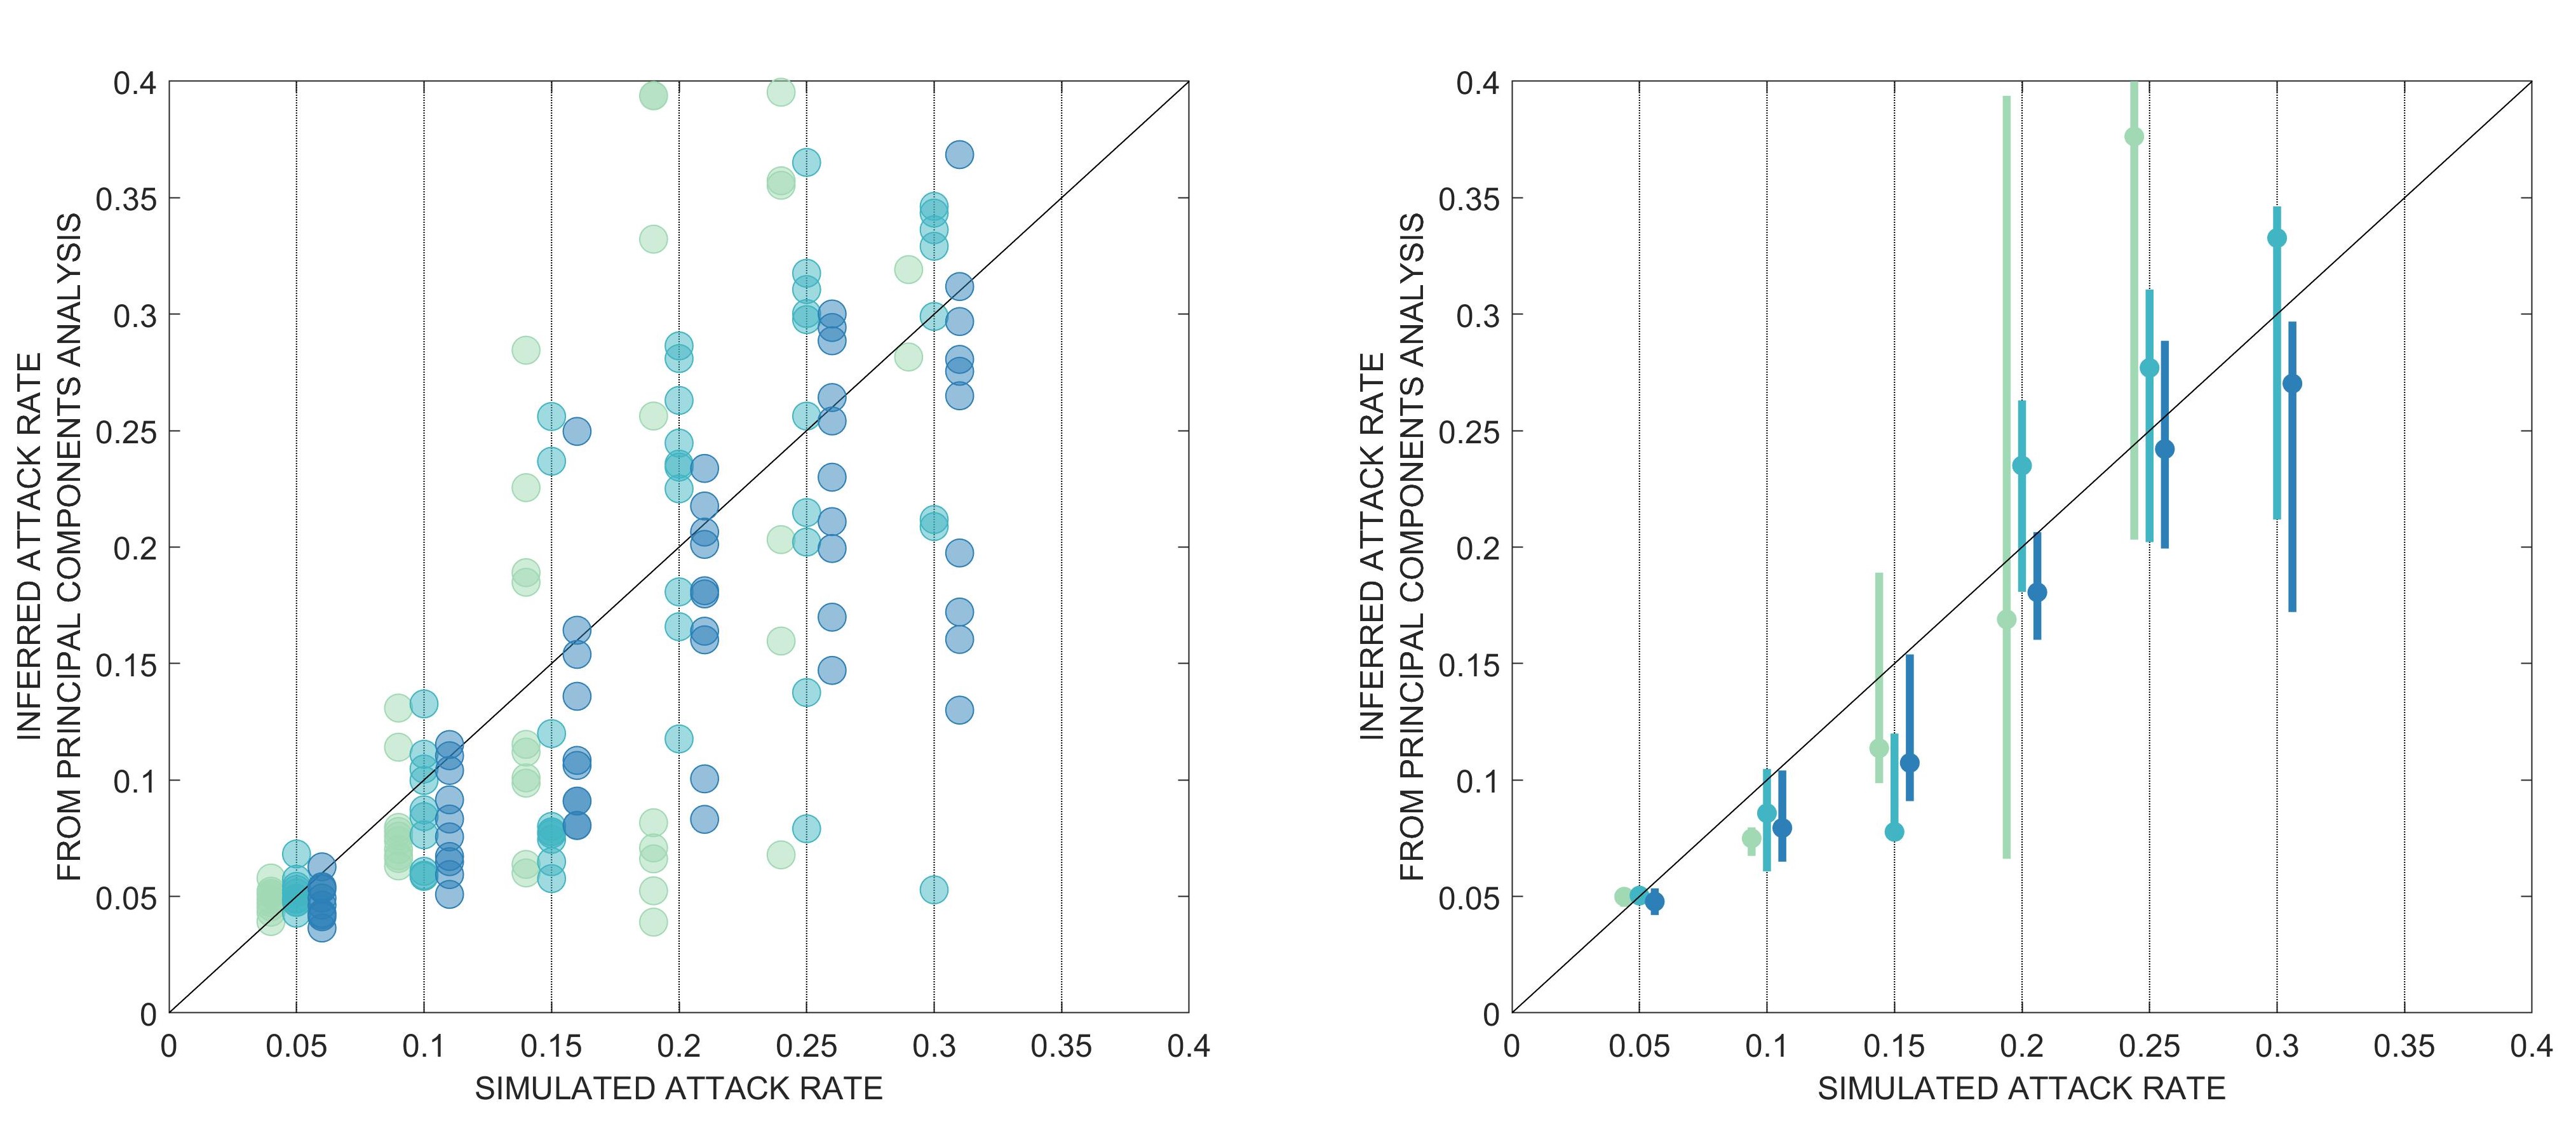 INFERRED ATTACK RATE
FROM PRINCIPAL COMPONENTS ANALYSIS
0.4
0.35
0.3
0.25
0.2
0.15
0.1
0.05
0
0 0.05 0.1 0.15 0.2 0.25 0.3 0.35 0.4
SIMULATED ATTACK RATE
INFERRED ATTACK RATE
FROM PRINCIPAL COMPONENTS ANALYSIS
0.4
0.35
0.3
0.25
0.2
0.15
0.1
0.05
0
0 0.05 0.1 0.15 0.2 0.25 0.3 0.35 0.4
SIMULATED ATTACK RATE